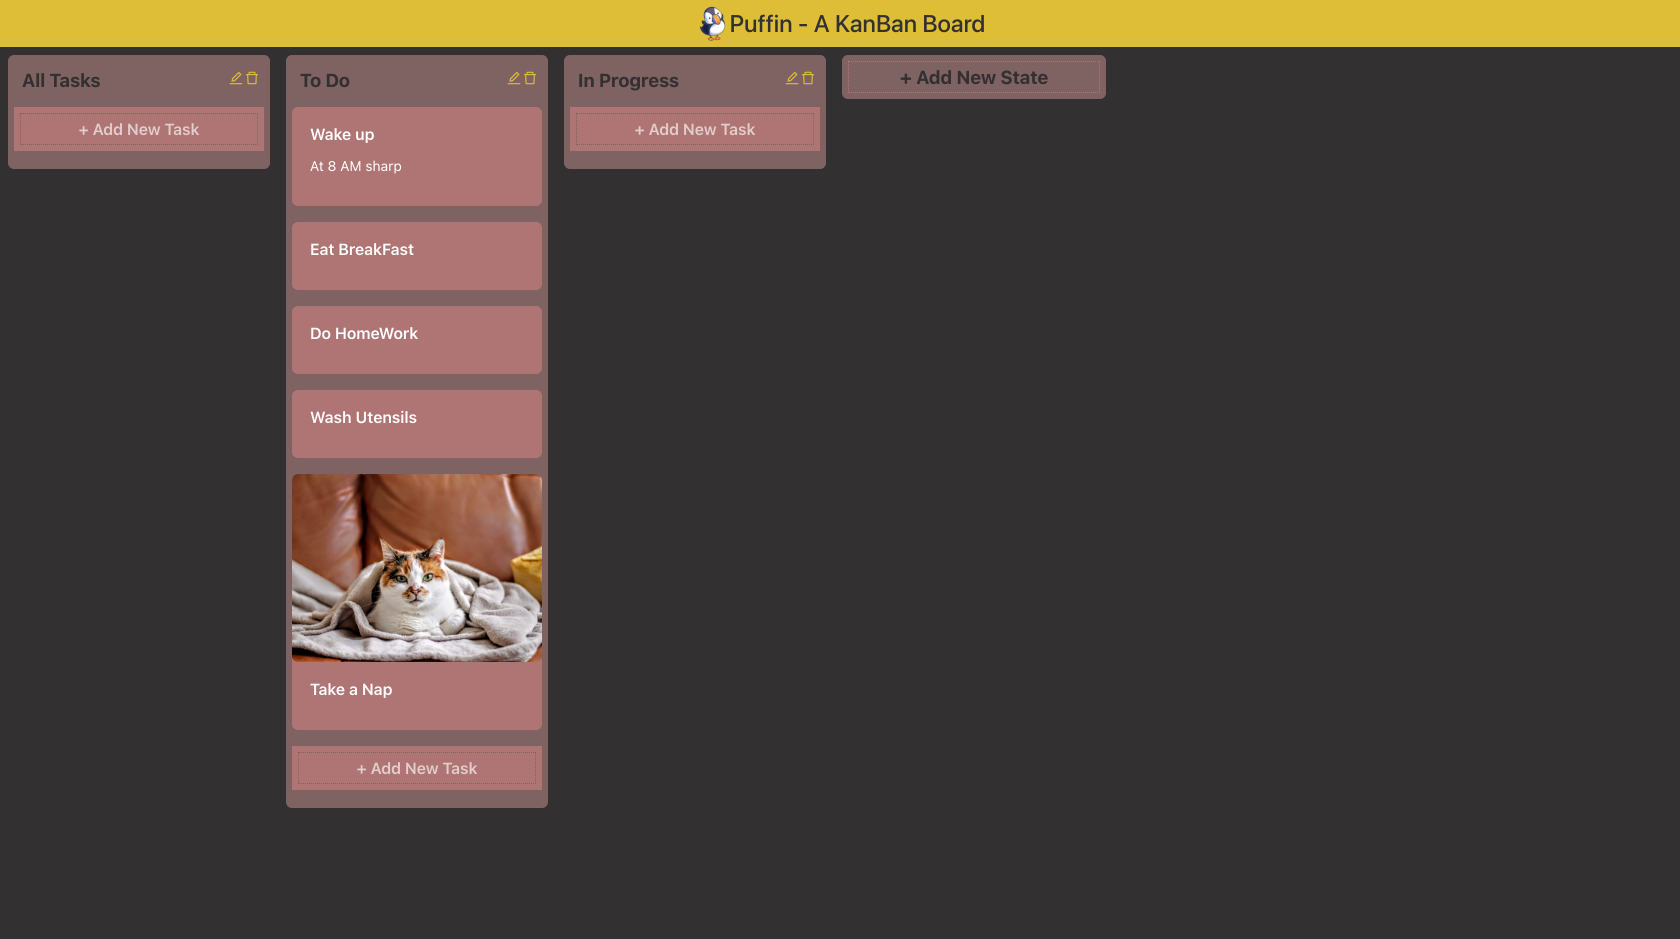 Puffin - A KanBan Board
All Tasks
+ Add New Task
To Do
Wake up
At 8 AM sharp
Eat BreakFast
Do HomeWork
Wash Utensils
Take a Nap
+ Add New Task
In Progress
+ Add New Task
+ Add New State